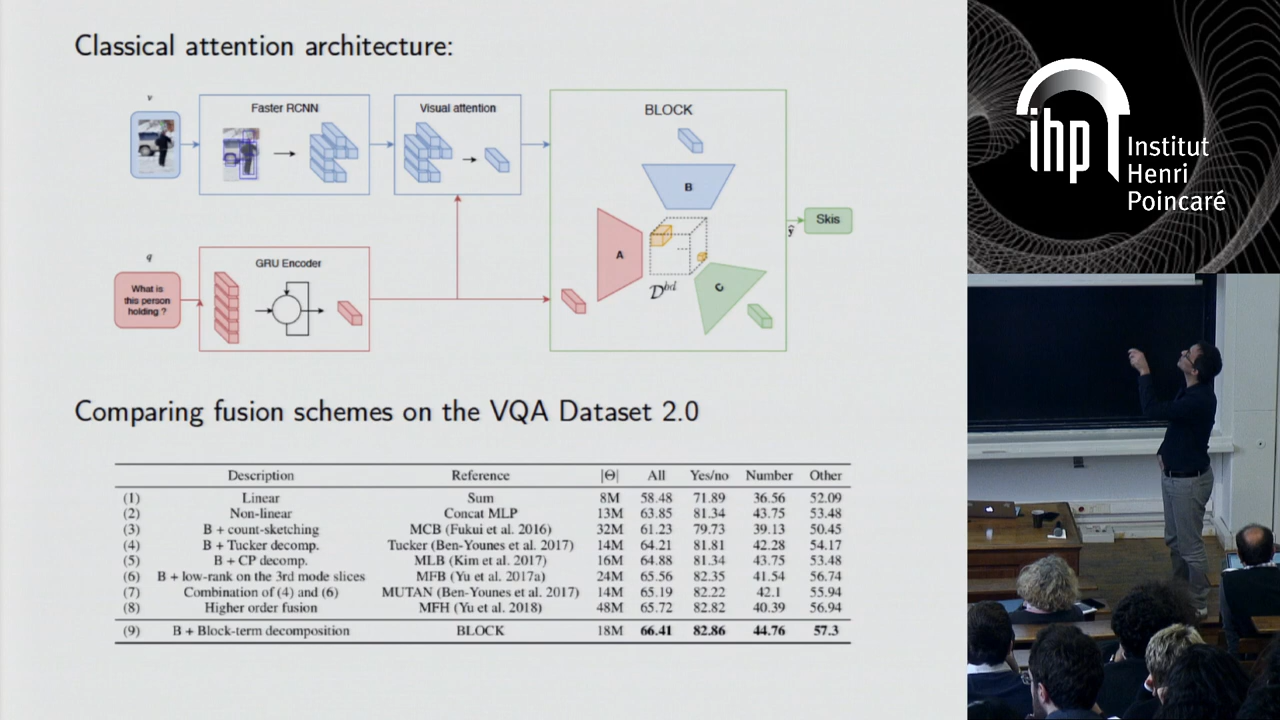 Classical attention architecture:
v
Faster RCNN
Visual attention
BLOCK
B
A
C
D^bd
ŷ
Skis
q
What is
this person
holding ?
GRU Encoder
Comparing fusion schemes on the VQA Dataset 2.0
Description Reference |Θ| All Yes/no Number Other
(1) Linear Sum 8M 58.48 71.89 36.56 52.09
(2) Non-linear Concat MLP 13M 63.85 81.34 43.75 53.48
(3) B + count-sketching MCB (Fukui et al. 2016) 32M 61.23 79.73 39.13 50.45
(4) B + Tucker decomp. Tucker (Ben-Younes et al. 2017) 14M 64.21 81.81 42.28 54.17
(5) B + CP decomp. MLB (Kim et al. 2017) 16M 64.88 81.34 43.75 53.48
(6) B + low-rank on the 3rd mode slices MFB (Yu et al. 2017a) 24M 65.56 82.35 41.54 56.74
(7) Combination of (4) and (6) MUTAN (Ben-Younes et al. 2017) 14M 65.19 82.22 42.1 55.94
(8) Higher order fusion MFH (Yu et al. 2018) 48M 65.72 82.82 40.39 56.94
(9) B + Block-term decomposition BLOCK 18M 66.41 82.86 44.76 57.3
ihp
Institut
Henri
Poincaré